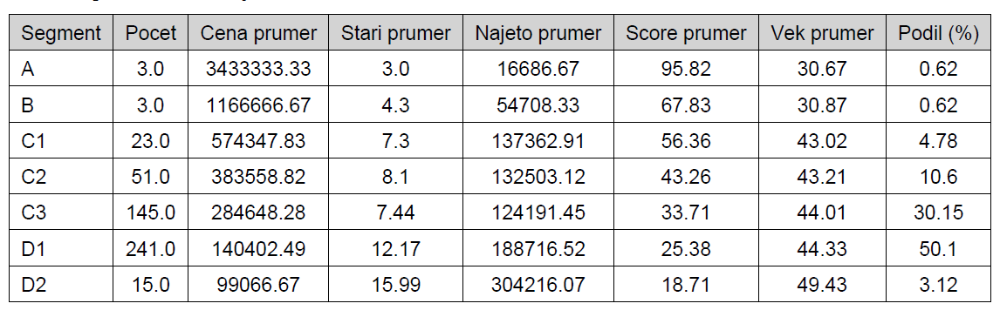 Segment Pocet Cena prumer Stari prumer Najeto prumer Score prumer Vek prumer Podil (%)
A 3.0 3433333.33 3.0 16686.67 95.82 30.67 0.62
B 3.0 1166666.67 4.3 54708.33 67.83 30.87 0.62
C1 23.0 574347.83 7.3 137362.91 56.36 43.02 4.78
C2 51.0 383558.82 8.1 132503.12 43.26 43.21 10.6
C3 145.0 284648.28 7.44 124191.45 33.71 44.01 30.15
D1 241.0 140402.49 12.17 188716.52 25.38 44.33 50.1
D2 15.0 99066.67 15.99 304216.07 18.71 49.43 3.12